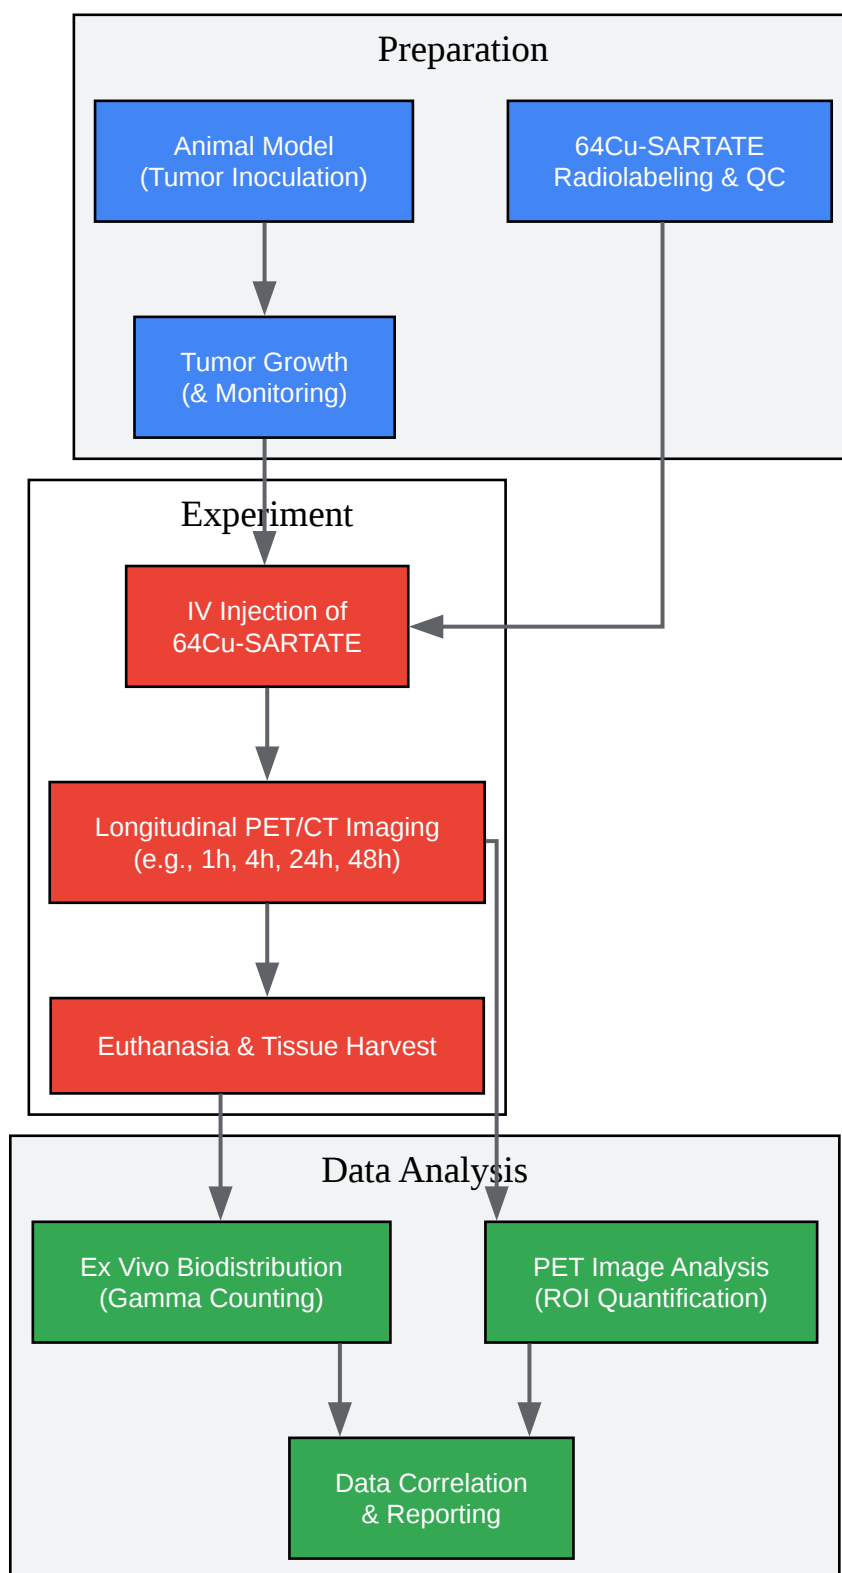 Preparation
Animal Model
(Tumor Inoculation)
64Cu-SARTATE
Radiolabeling & QC
Tumor Growth
(& Monitoring)
Experiment
IV Injection of
64Cu-SARTATE
Longitudinal PET/CT Imaging
(e.g., 1h, 4h, 24h, 48h)
Euthanasia & Tissue Harvest
Data Analysis
Ex Vivo Biodistribution
(Gamma Counting)
PET Image Analysis
(ROI Quantification)
Data Correlation
& Reporting